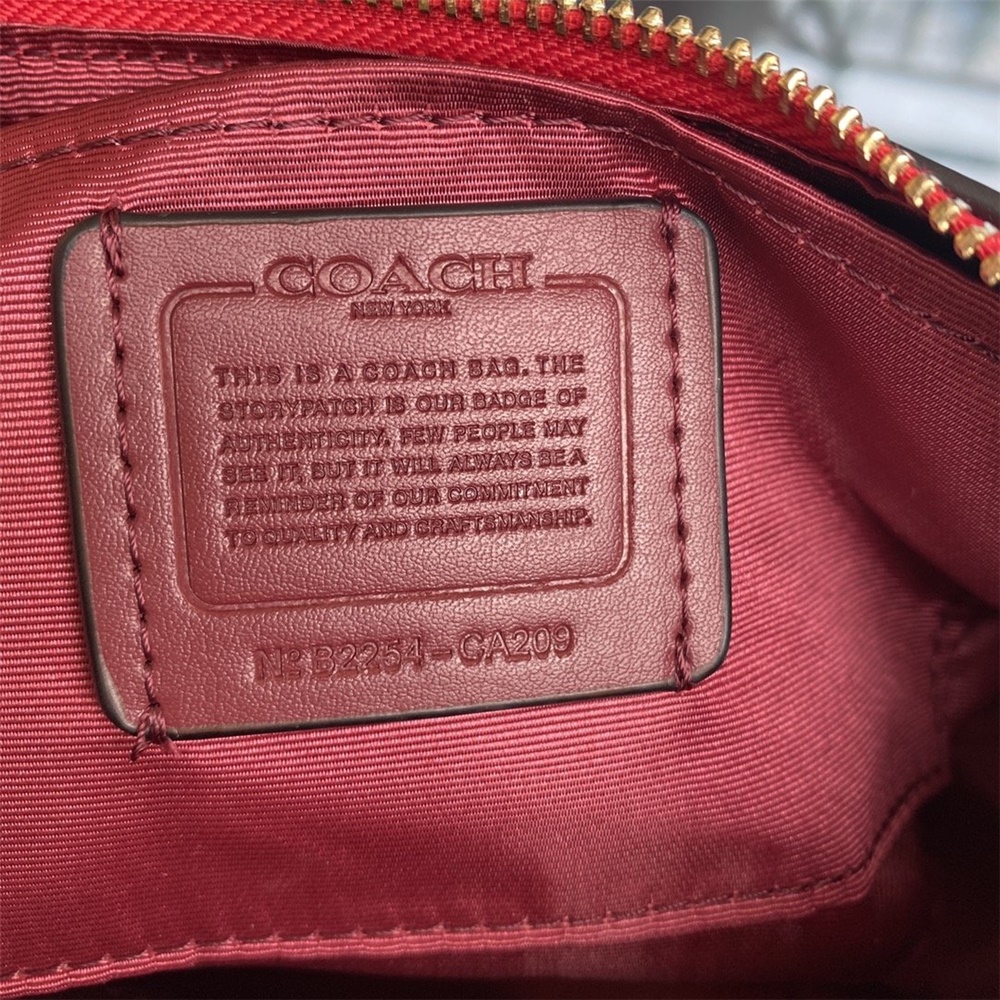 COACH
NEW YORK
THIS IS A COACH BAG. THE
STORYPATCH IS OUR BADGE OF
AUTHENTICITY. FEW PEOPLE MAY
SEE IT, BUT IT WILL ALWAYS BE A
REMINDER OF OUR COMMITMENT
TO QUALITY AND CRAFTSMANSHIP.
Nº B2254-CA209